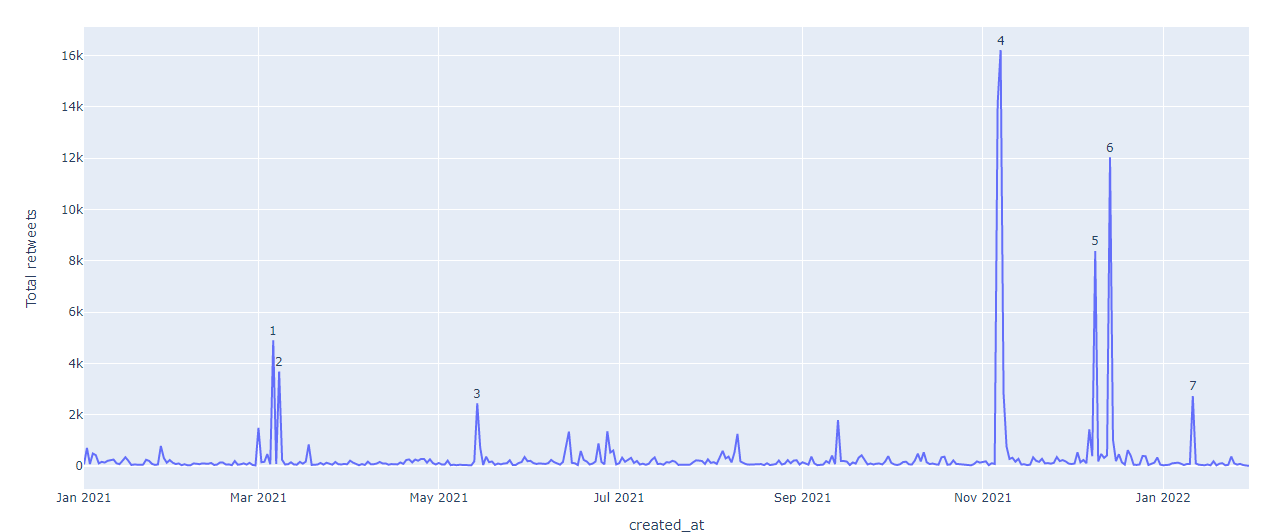 4
16k
14k
12k
6
10k
Total retweets
8k
5
6k
1
4k
2
3
7
2k
0
Jan 2021
Mar 2021
May 2021
Jul 2021
Sep 2021
Nov 2021
Jan 2022
created_at